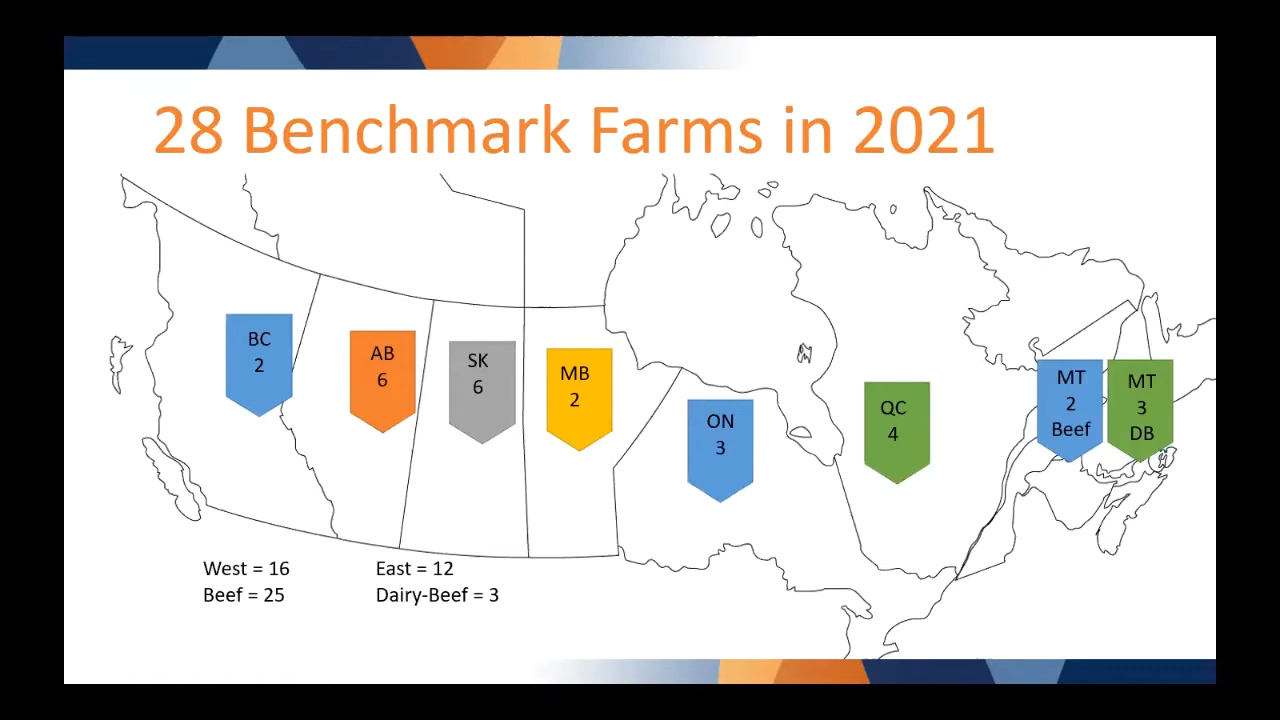 28 Benchmark Farms in 2021
BC
2
AB
6
SK
6
MB
2
ON
3
QC
4
MT
2
Beef
MT
3
DB
West = 16
East = 12
Beef = 25
Dairy-Beef = 3